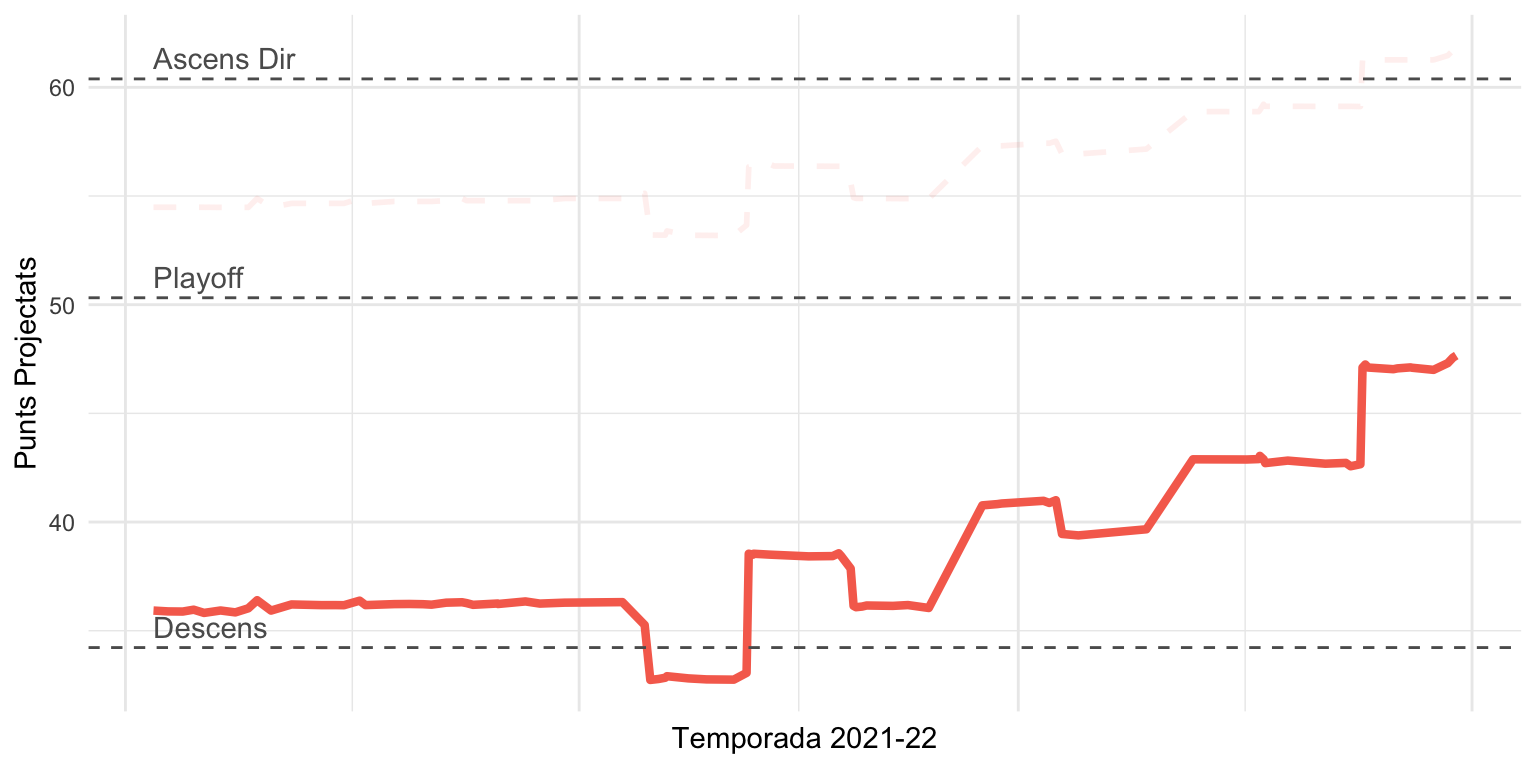 Ascens Dir
60
Playoff
50
Punts Projectats
40
Descens
Temporada 2021-22